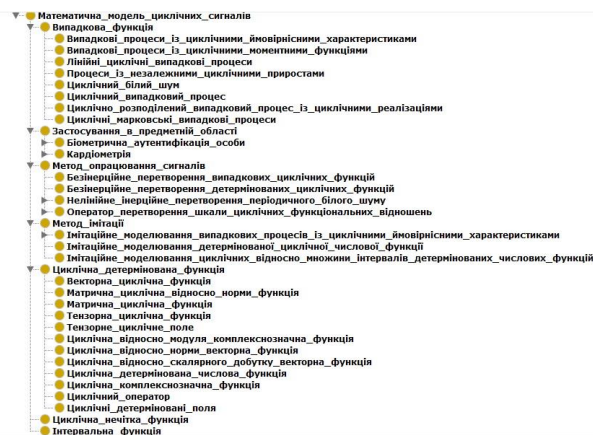 Математична_модель_циклічних_сигналів
Випадкова_функція
Випадкові_процеси_із_циклічними_ймовірнісними_характеристиками
Випадкові_процеси_із_циклічними_моментними_функціями
Лінійні_циклічні_випадкові_процеси
Процеси_із_незалежними_циклічними_приростами
Циклічний_білий_шум
Циклічний_випадковий_процес
Циклічно_розподілений_випадковий_процес_із_циклічними_реалізаціями
Циклічні_марковські_випадкові_процеси
Застосування_в_предметній_області
Біометрична_аутентифікація_особи
Кардіометрія
Метод_опрацювання_сигналів
Безінерційне_перетворення_випадкових_циклічних_функцій
Безінерційне_перетворення_детермінованих_циклічних_функцій
Нелінійне_інерційне_перетворення_періодичного_білого_шуму
Оператор_перетворення_шкали_циклічних_функціональних_відношень
Метод_імітації
Імітаційне_моделювання_випадкових_процесів_із_циклічними_ймовірнісними_характеристиками
Імітаційне_моделювання_детермінованої_циклічної_числової_функції
Імітаційне_моделювання_циклічних_відносно_множини_інтервалів_детермінованих_числових_функцій
Циклічна_детермінована_функція
Векторна_циклічна_функція
Матрична_циклічна_відносно_норми_функція
Матрична_циклічна_функція
Тензорна_циклічна_функція
Тензорне_циклічне_поле
Циклічна_відносно_модуля_комплекснозначна_функція
Циклічна_відносно_норми_векторна_функція
Циклічна_відносно_скалярного_добутку_векторна_функція
Циклічна_детермінована_числова_функція
Циклічна_комплекснозначна_функція
Циклічний_оператор
Циклічні_детерміновані_поля
Циклічна_нечітка_функція
Інтервальна_функція